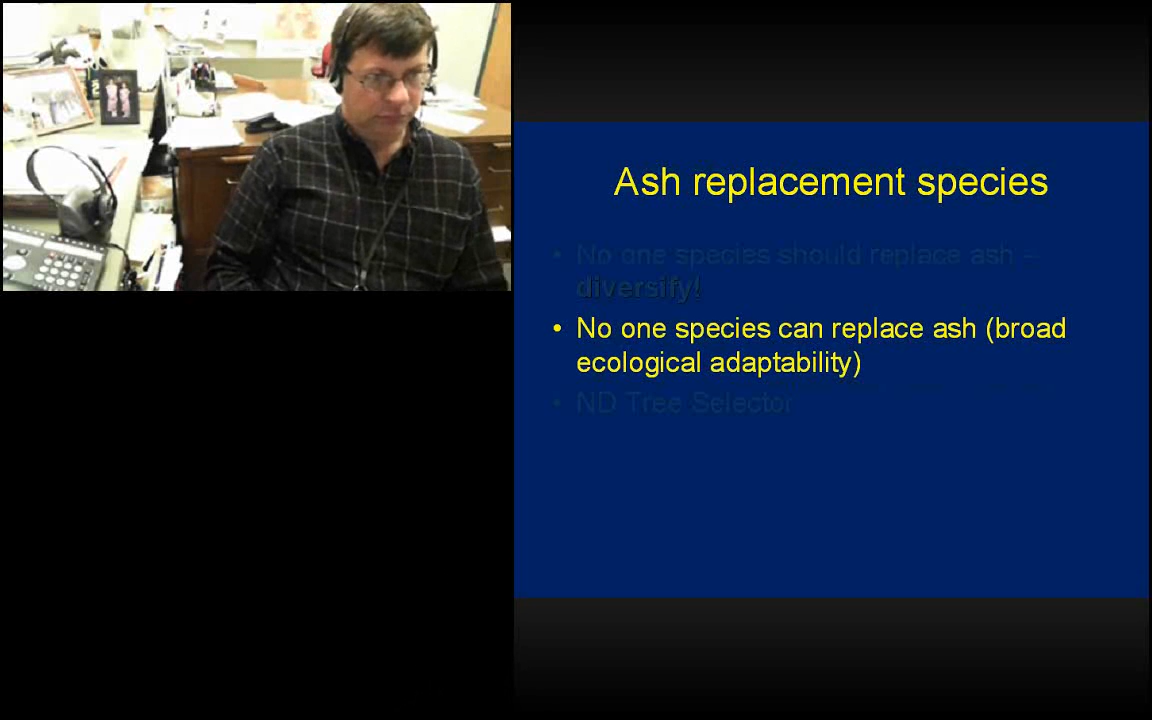 Ash replacement species
• No one species should replace ash –
diversify!
• No one species can replace ash (broad
ecological adaptability)
• ND Tree Selector